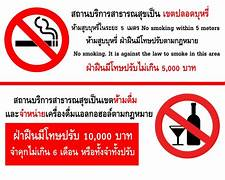 สถานบริการสาธารณสุขเป็น เขตปลอดบุหรี่
ห้ามสูบบุหรี่ในระยะ 5 เมตร No smoking within 5 meters
ห้ามสูบบุหรี่ ฝ่าฝืนมีโทษตามกฎหมาย
No smoking. It is against the law to smoke in this area
ฝ่าฝืนมีโทษปรับไม่เกิน 5,000 บาท
สถานบริการสาธารณสุขเป็นเขตห้ามดื่ม
และจำหน่ายเครื่องดื่มแอลกอฮอล์ตามกฎหมาย
ฝ่าฝืนมีโทษปรับ 10,000 บาท
จำคุกไม่เกิน 6 เดือน หรือทั้งจำทั้งปรับ